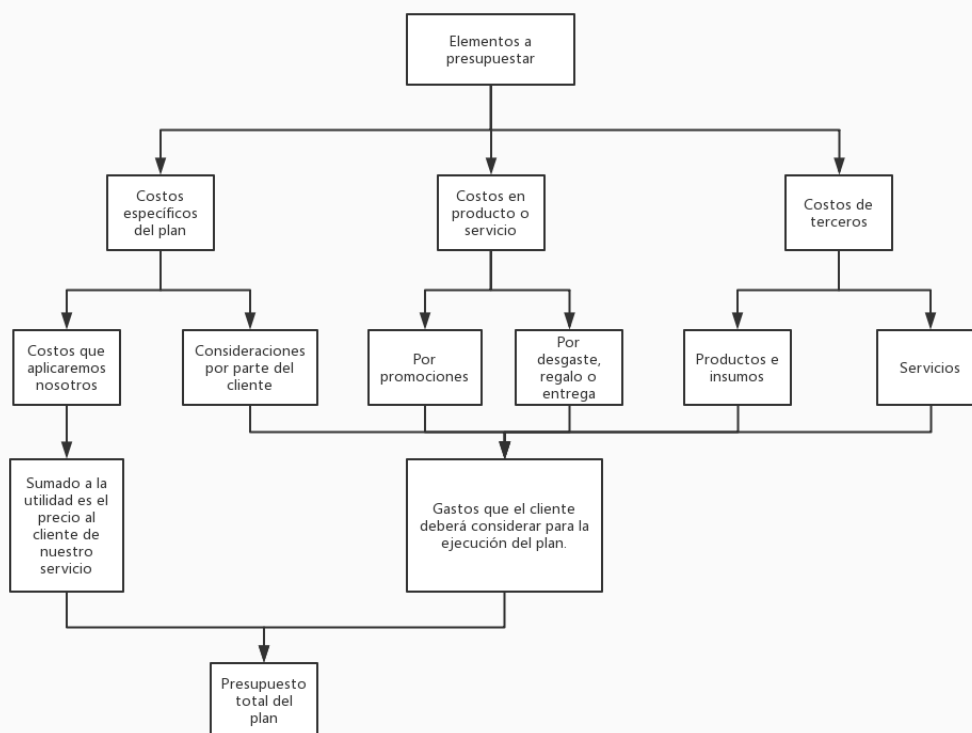 Elementos a
presupuestar
Costos
específicos
del plan
Costos en
producto o
servicio
Costos de
terceros
Costos que
aplicaremos
nosotros
Consideraciones
por parte del
cliente
Por
promociones
Por
desgaste,
regalo o
entrega
Productos e
insumos
Servicios
Sumado a la
utilidad es el
precio al
cliente de
nuestro
servicio
Gastos que el cliente
deberá considerar para la
ejecución del plan.
Presupuesto
total del
plan